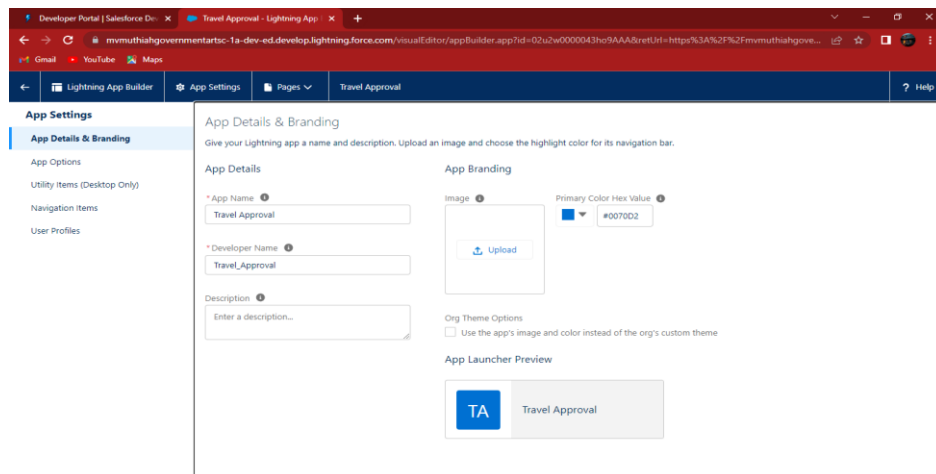 Developer Portal | Salesforce Dev
Travel Approval - Lightning App
mvmuthiahgovernmentartsc-1a-dev-ed.develop.lightning.force.com/visualEditor/appBuilder.app?id=02u2w0000043ho9AAA&retUrl=https%3A%2F%2Fmvmuthiahgove...
Gmail YouTube Maps
Lightning App Builder App Settings Pages Travel Approval ? Help
App Settings
App Details & Branding
App Options
Utility Items (Desktop Only)
Navigation Items
User Profiles
App Details & Branding
Give your Lightning app a name and description. Upload an image and choose the highlight color for its navigation bar.
App Details
*App Name
Travel Approval
*Developer Name
Travel_Approval
Description
Enter a description...
App Branding
Image
Upload
Primary Color Hex Value
#0070D2
Org Theme Options
Use the app's image and color instead of the org's custom theme
App Launcher Preview
TA
Travel Approval